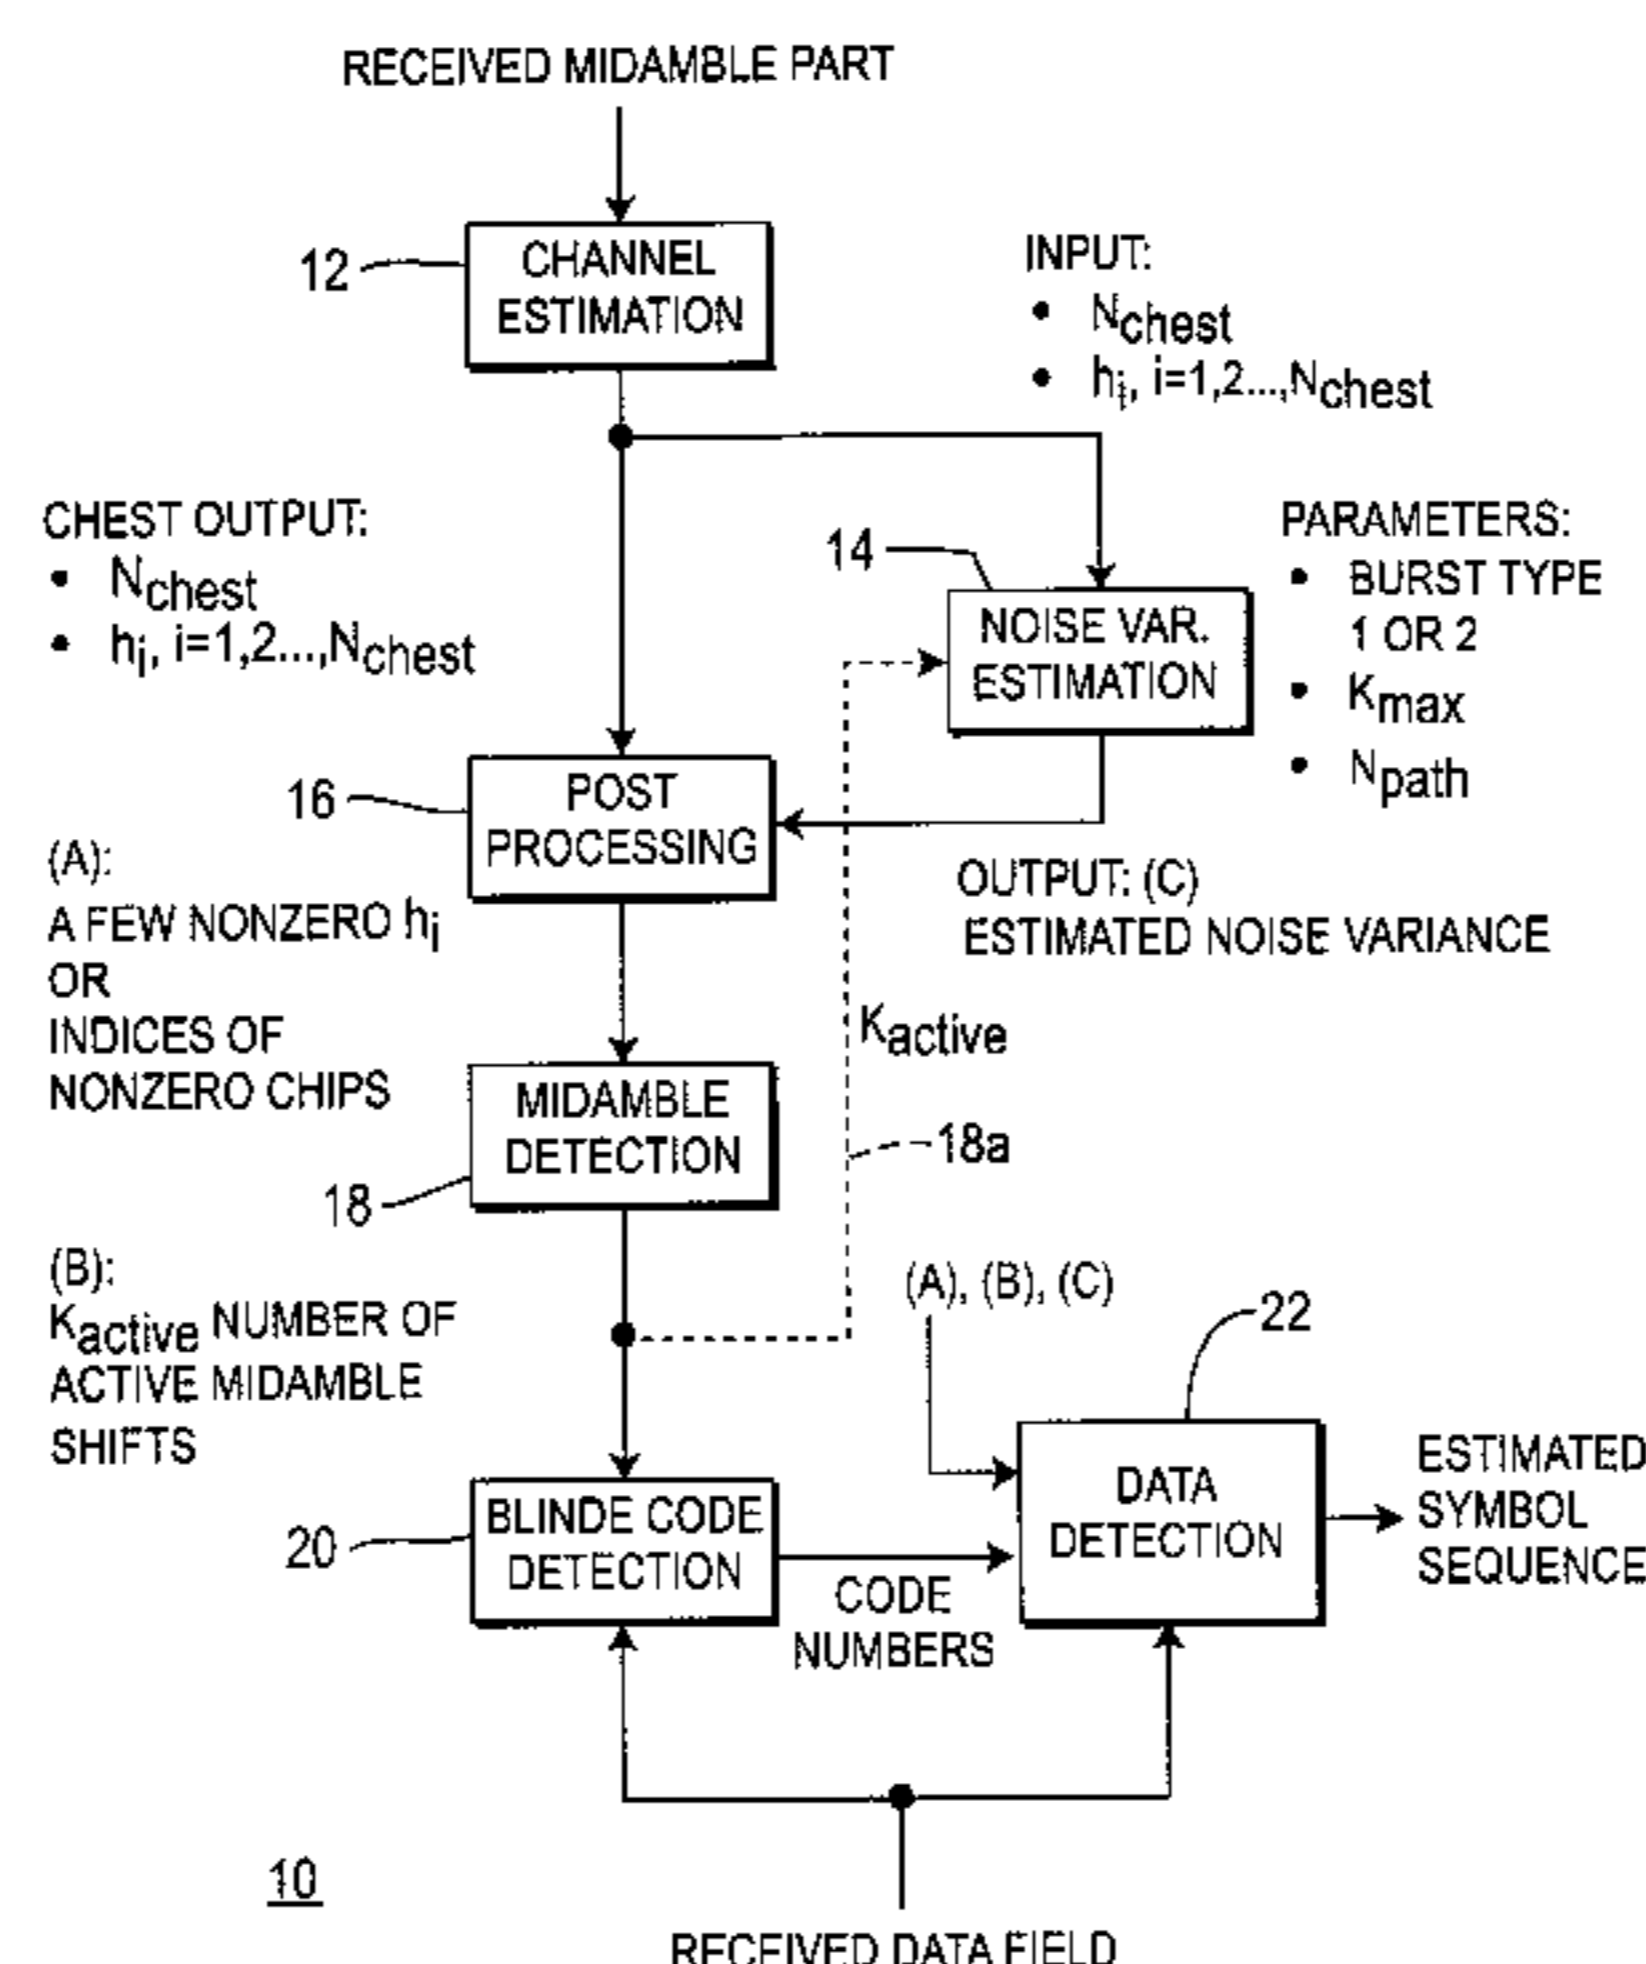 RECEIVED MIDAMBLE PART
12
CHANNEL
ESTIMATION
INPUT:
• Nchest
• hi, i=1,2...,Nchest
CHEST OUTPUT:
• Nchest
• hi, i=1,2...,Nchest
14
NOISE VAR.
ESTIMATION
PARAMETERS:
• BURST TYPE
1 OR 2
• Kmax
• Npath
16
POST
PROCESSING
OUTPUT: (C)
ESTIMATED NOISE VARIANCE
(A):
A FEW NONZERO hi
OR
INDICES OF
NONZERO CHIPS
Kactive
18a
MIDAMBLE
DETECTION
18
(B):
Kactive NUMBER OF
ACTIVE MIDAMBLE
SHIFTS
(A), (B), (C)
22
20
BLINDE CODE
DETECTION
CODE
NUMBERS
DATA
DETECTION
ESTIMATED
SYMBOL
SEQUENCE
10
RECEIVED DATA FIELD